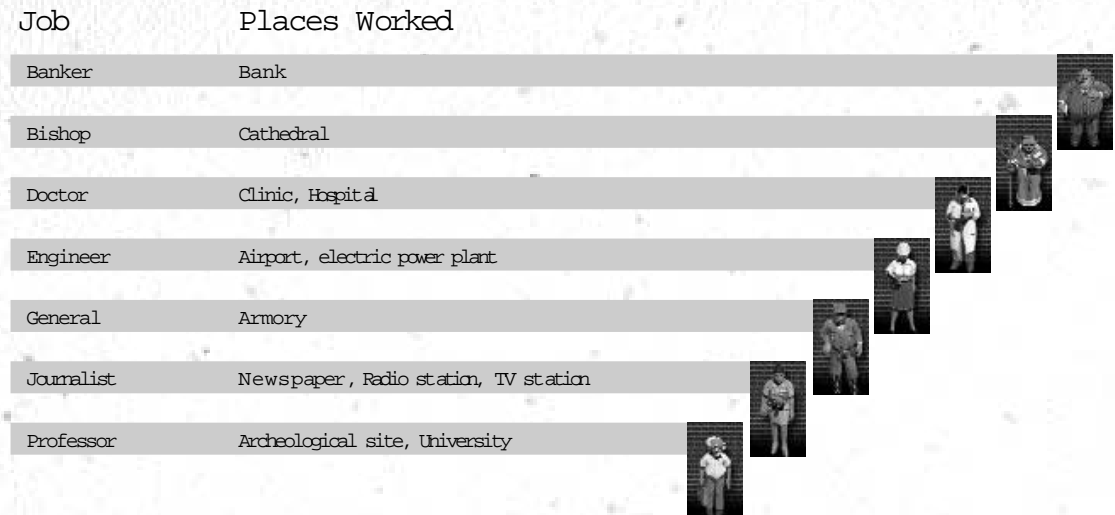 Job Places Worked
Banker Bank
Bishop Cathedral
Doctor Clinic, Hospital
Engineer Airport, electric power plant
General Armory
Journalist Newspaper, Radio station, TV station
Professor Archeological site, University